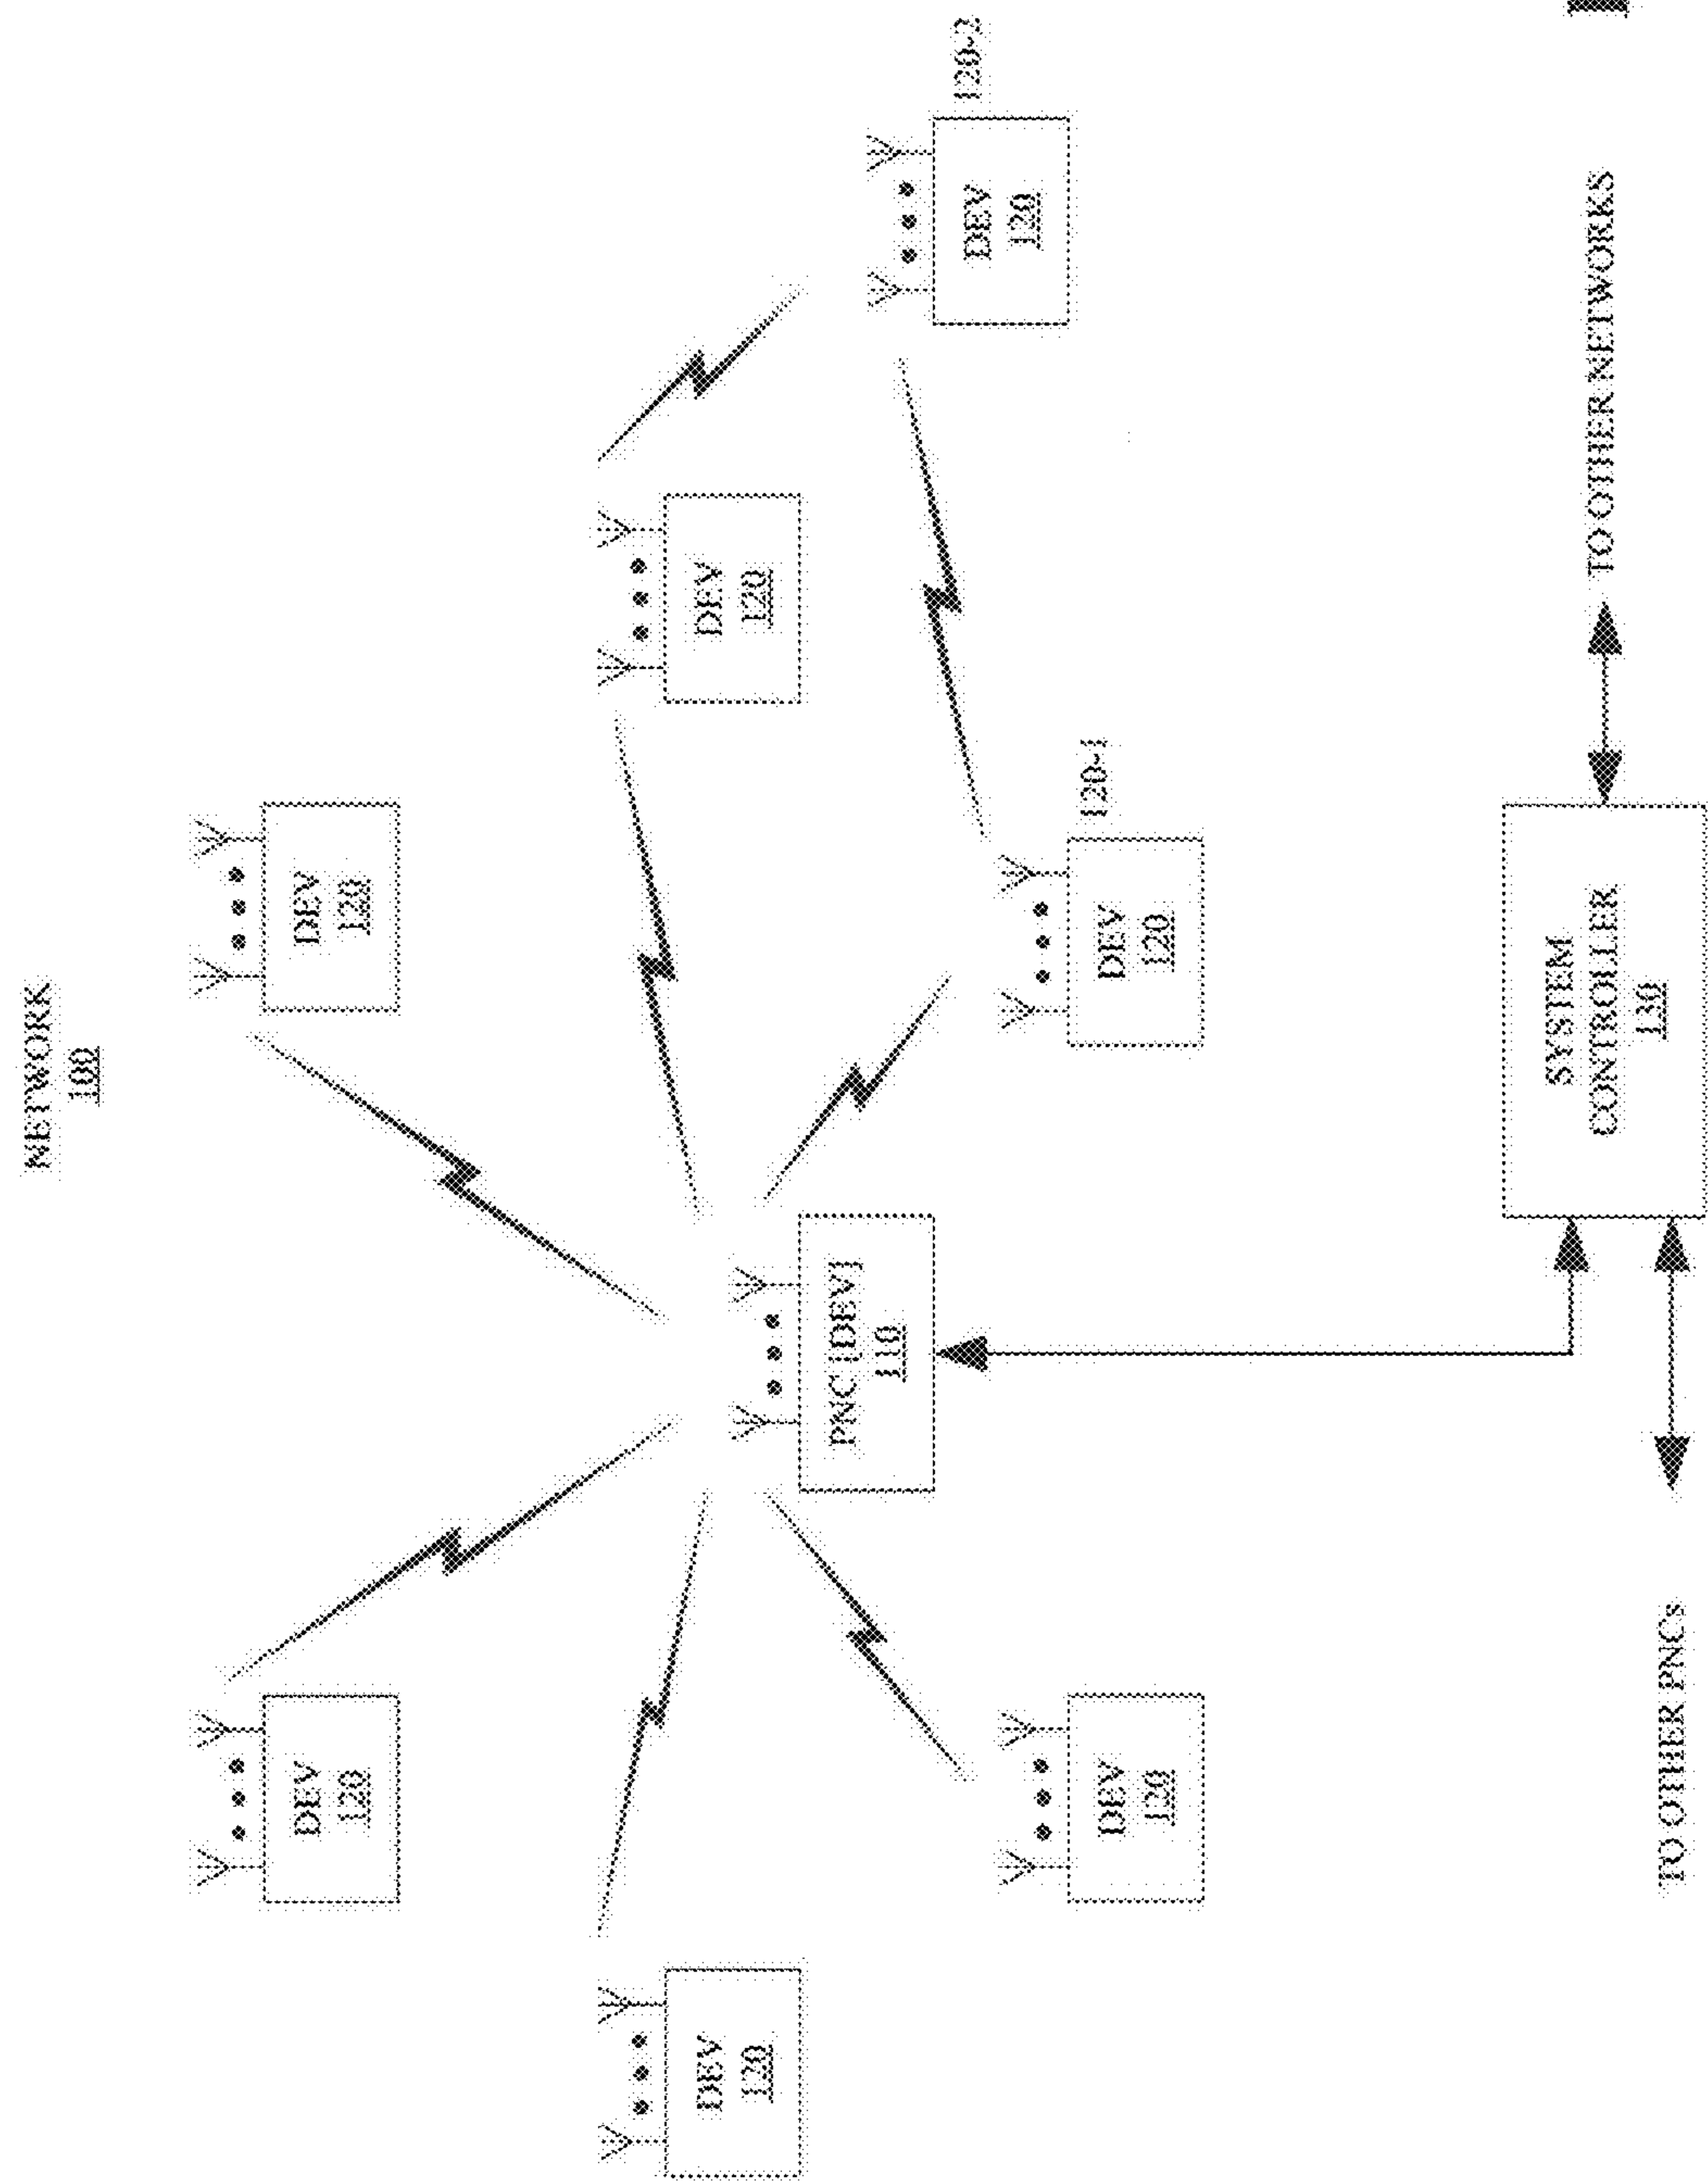 NETWORK
100
DEV
120
DEV
120
DEV
120
DEV
120
PNC [DEV]
110
120-2
DEV
120
DEV
120
120-1
DEV
120
SYSTEM
CONTROLLER
130
TO OTHER NETWORKS
TO OTHER PNCs